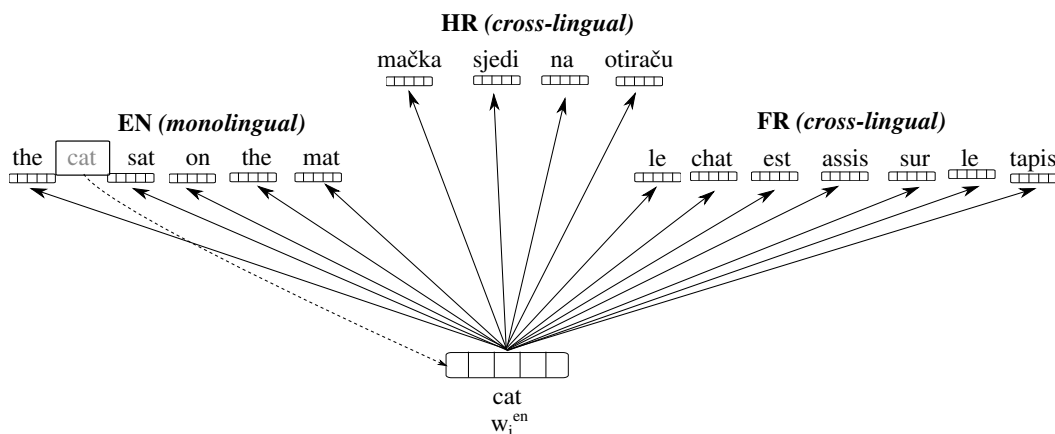 HR (cross-lingual)
mačka sjedi na otiraču
EN (monolingual)
the cat sat on the mat
FR (cross-lingual)
le chat est assis sur le tapis
cat
w_i^en